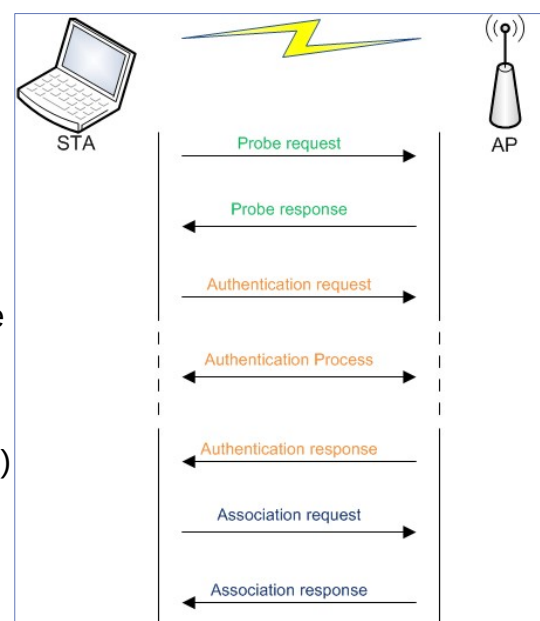 STA
AP
Probe request
Probe response
Authentication request
e
Authentication Process
)
Authentication response
Association request
Association response